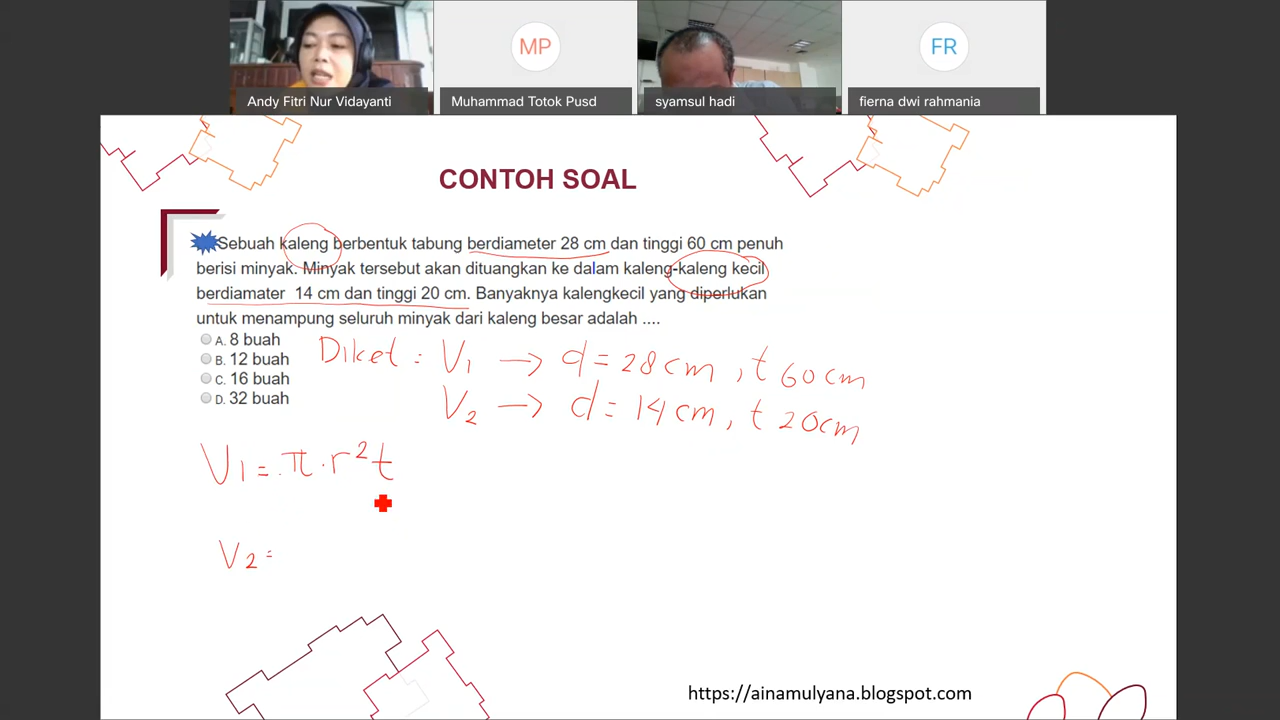 Andy Fitri Nur Vidayanti
MP
Muhammad Totok Pusd
syamsul hadi
FR
fierna dwi rahmania
CONTOH SOAL
Sebuah kaleng berbentuk tabung berdiameter 28 cm dan tinggi 60 cm penuh
berisi minyak. Minyak tersebut akan dituangkan ke dalam kaleng-kaleng kecil
berdiamater 14 cm dan tinggi 20 cm. Banyaknya kalengkecil yang diperlukan
untuk menampung seluruh minyak dari kaleng besar adalah ....
A. 8 buah
B. 12 buah
C. 16 buah
D. 32 buah
Diket : V1 → d = 28 cm, t 60 cm
V2 → d = 14 cm, t 20 cm
V1 = π · r² t
V2 =
https://ainamulyana.blogspot.com